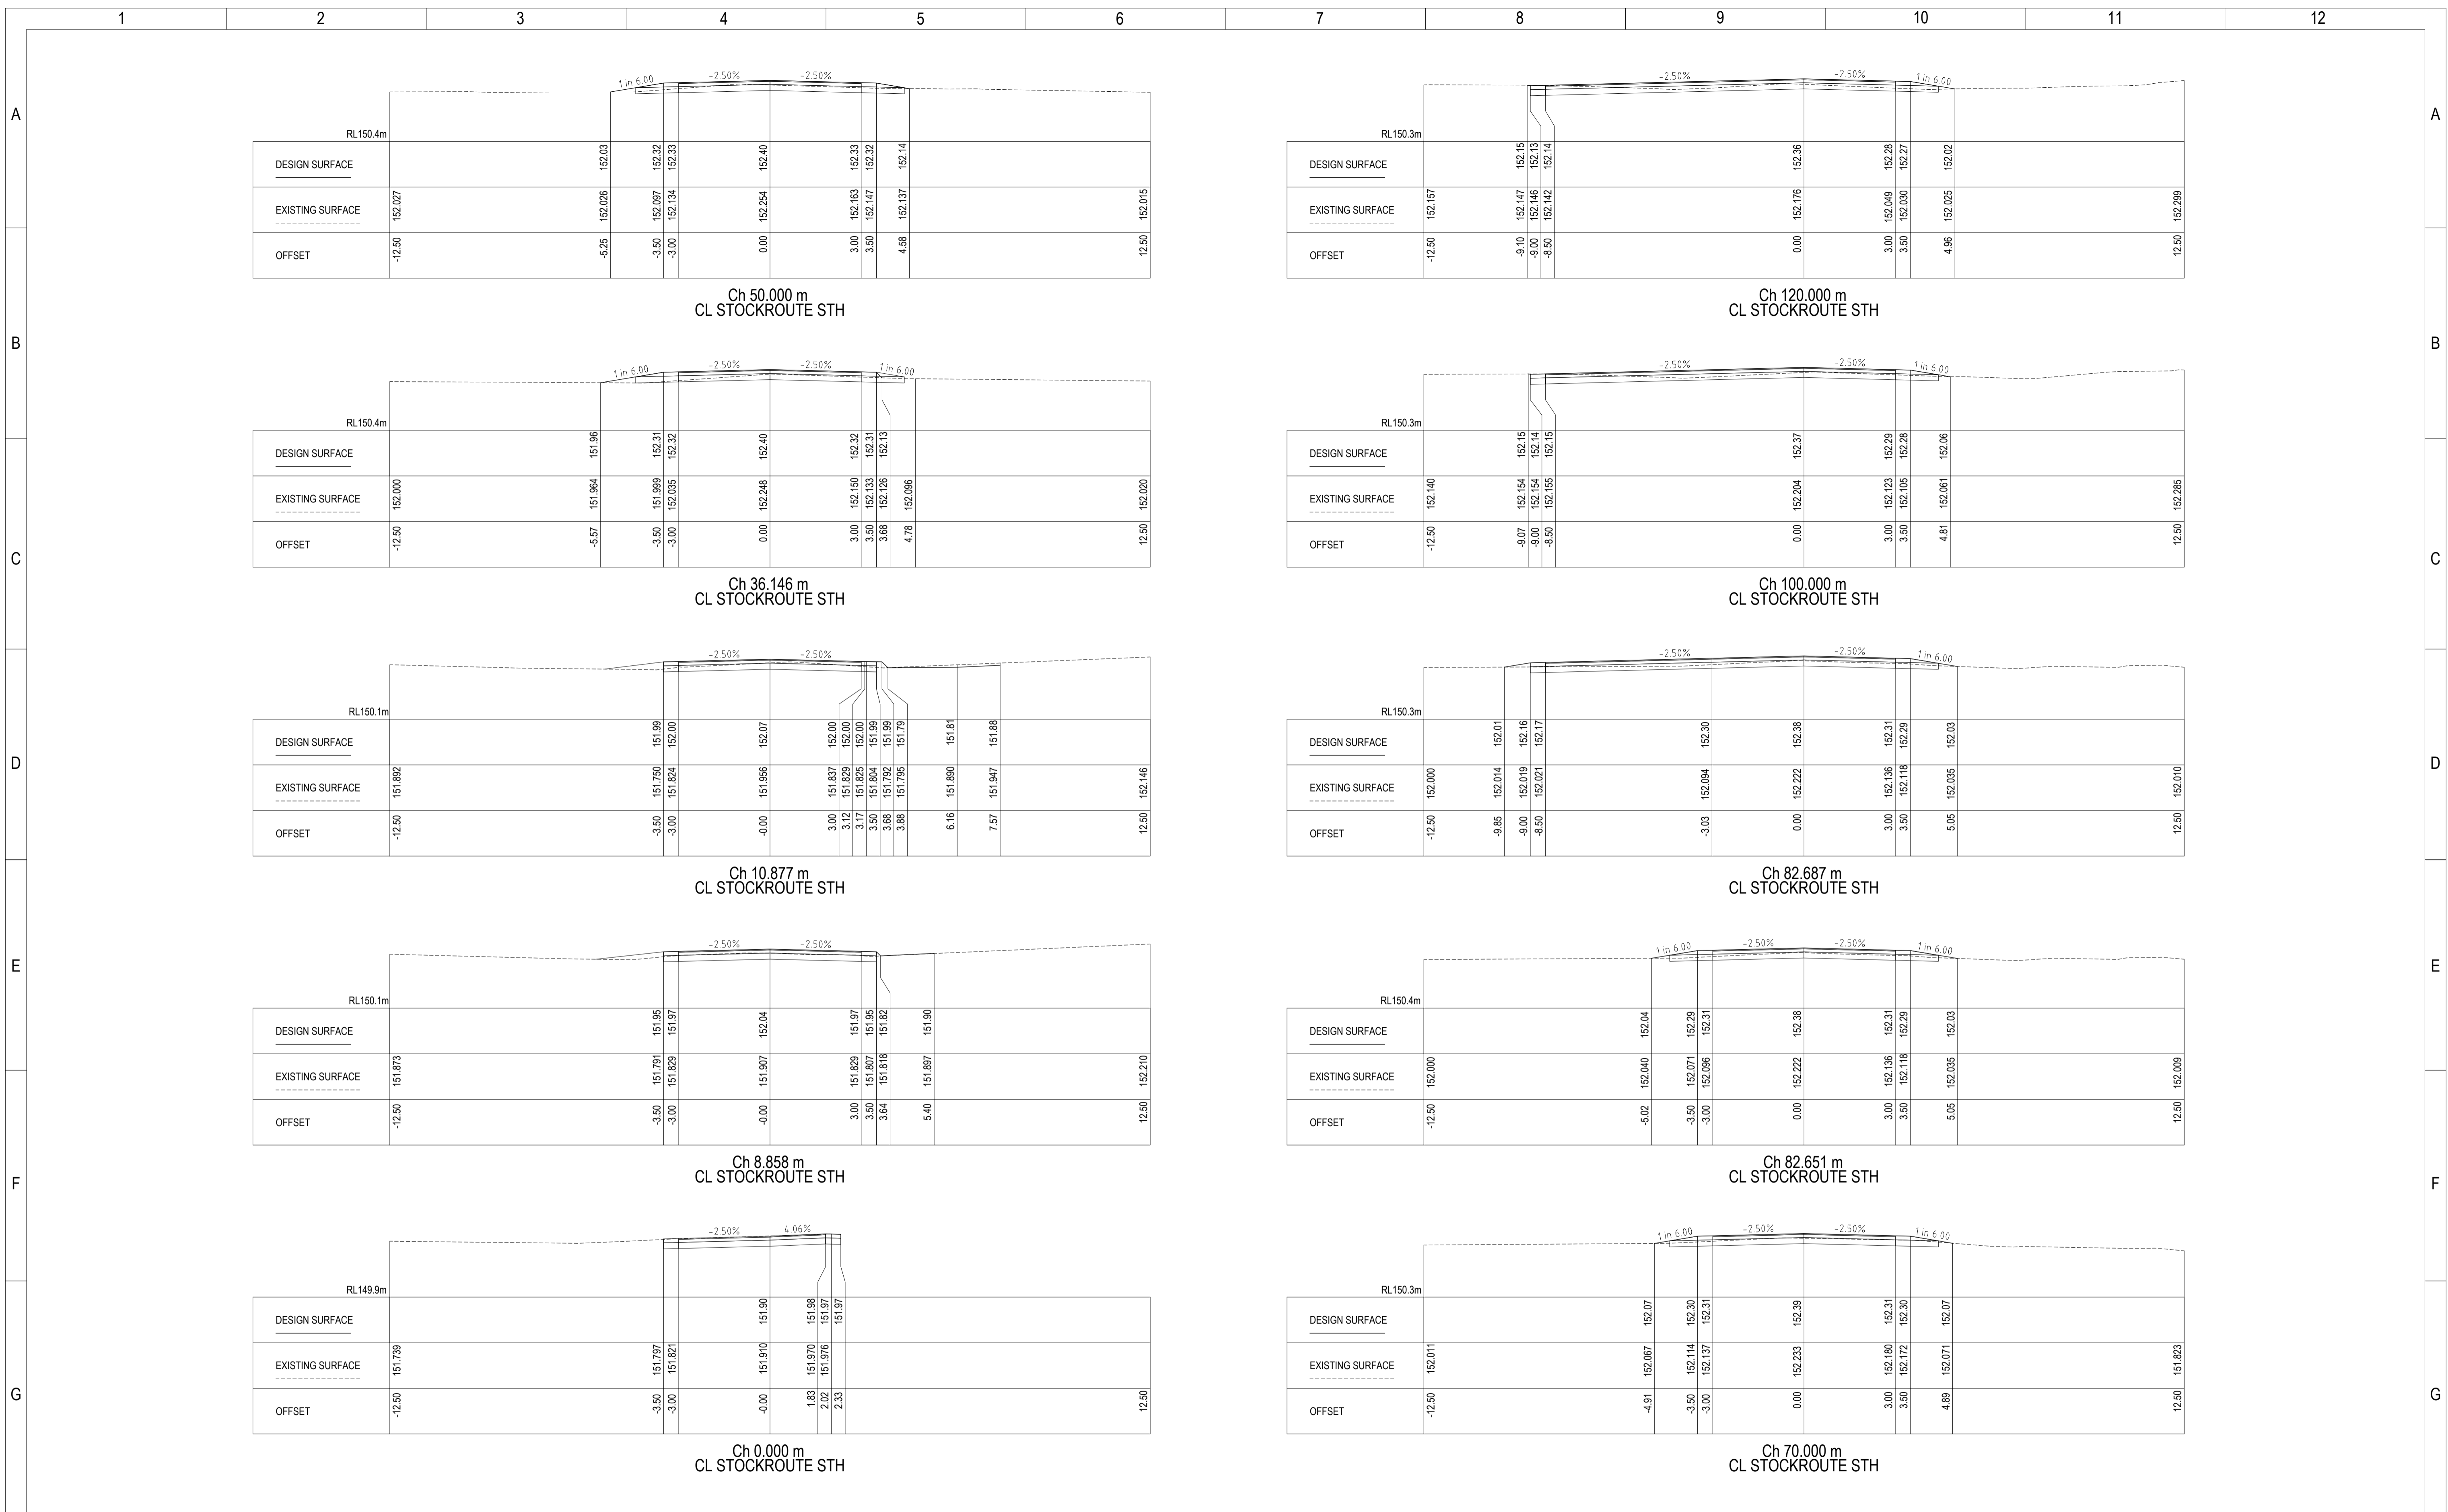 1 2 3 4 5 6 7 8 9 10 11 12
A A
B B
C C
D D
E E
F F
G G
1 in 6.00 -2.50% -2.50%
RL150.4m
DESIGN SURFACE 152.03 152.32 152.33 152.40 152.33 152.32 152.14
EXISTING SURFACE 152.027 152.026 152.097 152.134 152.254 152.163 152.147 152.137 152.015
OFFSET -12.50 -5.25 -3.50 -3.00 0.00 3.00 3.50 4.58 12.50
Ch 50.000 m
CL STOCKROUTE STH
1 in 6.00 -2.50% -2.50% 1 in 6.00
RL150.4m
DESIGN SURFACE 151.96 152.31 152.32 152.40 152.32 152.31 152.13
EXISTING SURFACE 152.000 151.964 151.999 152.035 152.248 152.150 152.133 152.126 152.096 152.020
OFFSET -12.50 -5.57 -3.50 -3.00 0.00 3.00 3.50 3.68 4.78 12.50
Ch 36.146 m
CL STOCKROUTE STH
-2.50% -2.50%
RL150.1m
DESIGN SURFACE 151.99 152.00 152.07 152.00 152.00 152.00 151.99 151.99 151.79 151.81 151.88
EXISTING SURFACE 151.892 151.750 151.824 151.956 151.837 151.829 151.825 151.804 151.792 151.795 151.890 151.947 152.146
OFFSET -12.50 -3.50 -3.00 -0.00 3.00 3.12 3.17 3.50 3.68 3.88 6.16 7.57 12.50
Ch 10.877 m
CL STOCKROUTE STH
-2.50% -2.50%
RL150.1m
DESIGN SURFACE 151.95 151.97 152.04 151.97 151.95 151.82 151.90
EXISTING SURFACE 151.873 151.791 151.829 151.907 151.829 151.807 151.818 151.897 152.210
OFFSET -12.50 -3.50 -3.00 -0.00 3.00 3.50 3.64 5.40 12.50
Ch 8.858 m
CL STOCKROUTE STH
-2.50% 4.06%
RL149.9m
DESIGN SURFACE 151.90 151.98 151.97 151.97
EXISTING SURFACE 151.739 151.797 151.821 151.910 151.970 151.976
OFFSET -12.50 -3.50 -3.00 -0.00 1.83 2.02 2.33 12.50
Ch 0.000 m
CL STOCKROUTE STH
-2.50% -2.50% 1 in 6.00
RL150.3m
DESIGN SURFACE 152.15 152.13 152.14 152.36 152.28 152.27 152.02
EXISTING SURFACE 152.157 152.147 152.146 152.142 152.176 152.049 152.030 152.025 152.299
OFFSET -12.50 -9.10 -9.00 -8.50 0.00 3.00 3.50 4.96 12.50
Ch 120.000 m
CL STOCKROUTE STH
-2.50% -2.50% 1 in 6.00
RL150.3m
DESIGN SURFACE 152.15 152.14 152.15 152.37 152.29 152.28 152.06
EXISTING SURFACE 152.140 152.154 152.154 152.155 152.204 152.123 152.105 152.061 152.285
OFFSET -12.50 -9.07 -9.00 -8.50 0.00 3.00 3.50 4.81 12.50
Ch 100.000 m
CL STOCKROUTE STH
-2.50% -2.50% 1 in 6.00
RL150.3m
DESIGN SURFACE 152.01 152.16 152.17 152.30 152.38 152.31 152.29 152.03
EXISTING SURFACE 152.000 152.014 152.019 152.021 152.094 152.222 152.136 152.118 152.035 152.010
OFFSET -12.50 -9.85 -9.00 -8.50 -3.03 0.00 3.00 3.50 5.05 12.50
Ch 82.687 m
CL STOCKROUTE STH
1 in 6.00 -2.50% -2.50% 1 in 6.00
RL150.4m
DESIGN SURFACE 152.04 152.29 152.31 152.38 152.31 152.29 152.03
EXISTING SURFACE 152.000 152.040 152.071 152.096 152.222 152.136 152.118 152.035 152.009
OFFSET -12.50 -5.02 -3.50 -3.00 0.00 3.00 3.50 5.05 12.50
Ch 82.651 m
CL STOCKROUTE STH
1 in 6.00 -2.50% -2.50% 1 in 6.00
RL150.3m
DESIGN SURFACE 152.07 152.30 152.31 152.39 152.31 152.30 152.07
EXISTING SURFACE 152.011 152.067 152.114 152.137 152.233 152.180 152.172 152.071 151.823
OFFSET -12.50 -4.91 -3.50 -3.00 0.00 3.00 3.50 4.89 12.50
Ch 70.000 m
CL STOCKROUTE STH